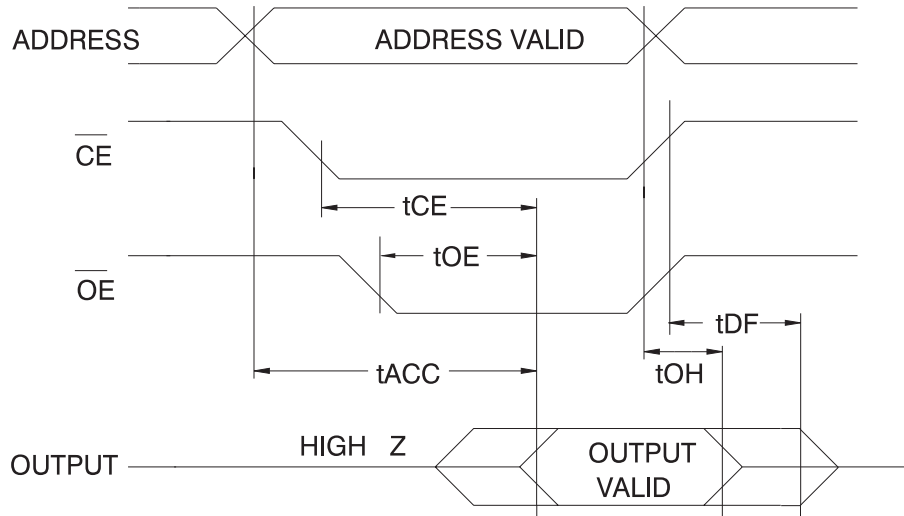 ADDRESS
ADDRESS VALID
CE
tCE
tOE
OE
tDF
tACC
tOH
HIGH Z
OUTPUT
OUTPUT
VALID